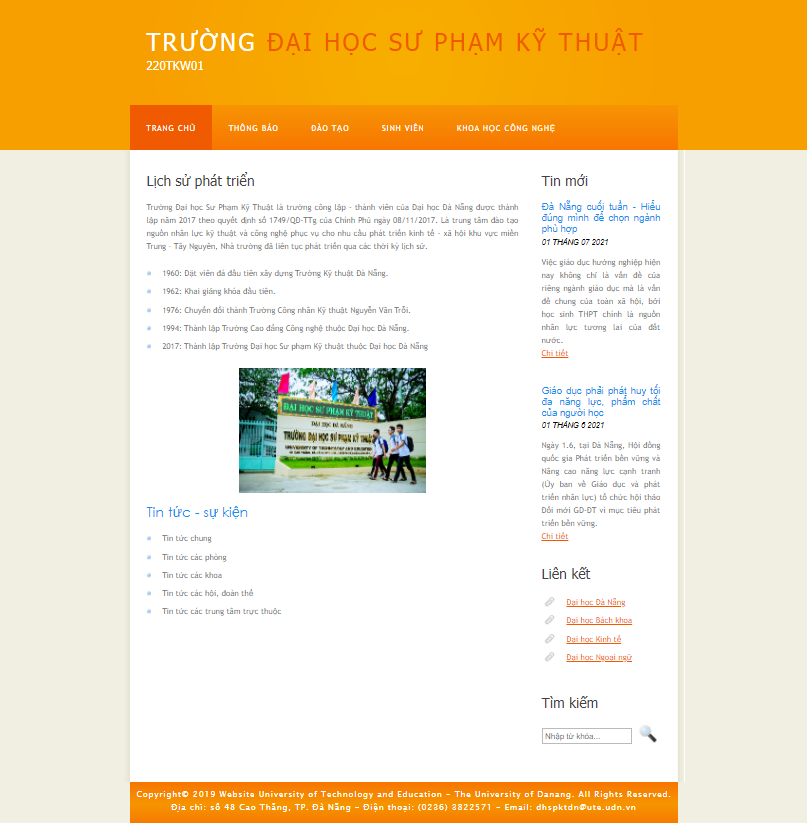 TRƯỜNG ĐẠI HỌC SƯ PHẠM KỸ THUẬT
220TKW01
TRANG CHỦ THÔNG BÁO ĐÀO TẠO SINH VIÊN KHOA HỌC CÔNG NGHỆ
Lịch sử phát triển
Trường Đại học Sư Phạm Kỹ Thuật là trường công lập - thành viên của Đại học Đà Nẵng được thành
lập năm 2017 theo quyết định số 1749/QĐ-TTg của Chính Phủ ngày 08/11/2017. Là trung tâm đào tạo
nguồn nhân lực kỹ thuật và công nghệ phục vụ cho nhu cầu phát triển kinh tế - xã hội khu vực miền
Trung - Tây Nguyên, Nhà trường đã liên tục phát triển qua các thời kỳ lịch sử.
1960: Đặt viên đá đầu tiên xây dựng Trường Kỹ thuật Đà Nẵng.
1962: Khai giảng khóa đầu tiên.
1976: Chuyển đổi thành Trường Công nhân Kỹ thuật Nguyễn Văn Trỗi.
1994: Thành lập Trường Cao đẳng Công nghệ thuộc Đại học Đà Nẵng.
2017: Thành lập Trường Đại học Sư phạm Kỹ thuật thuộc Đại học Đà Nẵng
ĐẠI HỌC SƯ PHẠM KỸ THUẬT
ĐẠI HỌC ĐÀ NẴNG
TRƯỜNG ĐẠI HỌC SƯ PHẠM KỸ THUẬT
UNIVERSITY OF TECHNOLOGY AND EDUCATION
Tin tức - sự kiện
Tin tức chung
Tin tức các phòng
Tin tức các khoa
Tin tức các hội, đoàn thể
Tin tức các trung tâm trực thuộc
Tin mới
Đà Nẵng cuối tuần - Hiểu
đúng mình để chọn ngành
phù hợp
01 THÁNG 07 2021
Việc giáo dục hướng nghiệp hiện
nay không chỉ là vấn đề của
riêng ngành giáo dục mà là vấn
đề chung của toàn xã hội, bởi
học sinh THPT chính là nguồn
nhân lực tương lai của đất
nước.
Chi tiết
Giáo dục phải phát huy tối
đa năng lực, phẩm chất
của người học
01 THÁNG 6 2021
Ngày 1.6, tại Đà Nẵng, Hội đồng
quốc gia Phát triển bền vững và
Nâng cao năng lực cạnh tranh
(Ủy ban về Giáo dục và phát
triển nhân lực) tổ chức hội thảo
Đổi mới GD-ĐT vì mục tiêu phát
triển bền vững.
Chi tiết
Liên kết
Đại học Đà Nẵng
Đại học Bách khoa
Đại học Kinh tế
Đại học Ngoại ngữ
Tìm kiếm
Nhập từ khóa...
Copyright© 2019 Website University of Technology and Education - The University of Danang. All Rights Reserved.
Địa chỉ: số 48 Cao Thắng, TP. Đà Nẵng - Điện thoại: (0236) 3822571 - Email: dhspktdn@ute.udn.vn